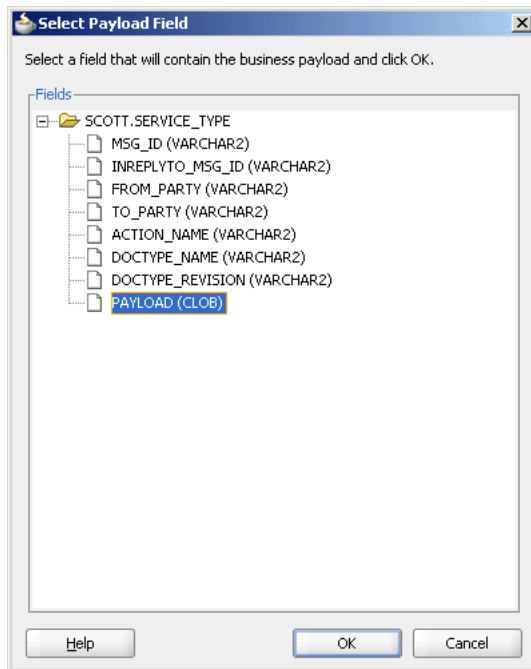 Select Payload Field
Select a field that will contain the business payload and click OK.
Fields
SCOTT.SERVICE_TYPE
MSG_ID (VARCHAR2)
INREPLYTO_MSG_ID (VARCHAR2)
FROM_PARTY (VARCHAR2)
TO_PARTY (VARCHAR2)
ACTION_NAME (VARCHAR2)
DOCTYPE_NAME (VARCHAR2)
DOCTYPE_REVISION (VARCHAR2)
PAYLOAD (CLOB)
Help OK Cancel